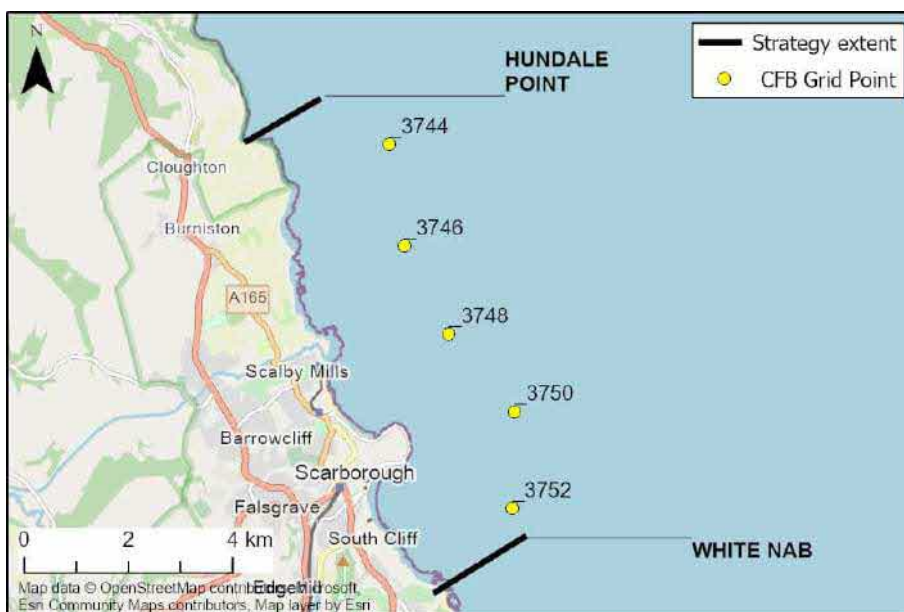 N
HUNDALE
POINT
Strategy extent
CFB Grid Point
3744
Cloughton
3746
Burniston
A165
3748
Scalby Mills
3750
Barrowcliff
Scarborough
3752
Falsgrave
South Cliff
0 2 4 km
WHITE NAB
Map data © OpenStreetMap contributors, Microsoft,
Esri Community Maps contributors, Map layer by Esri